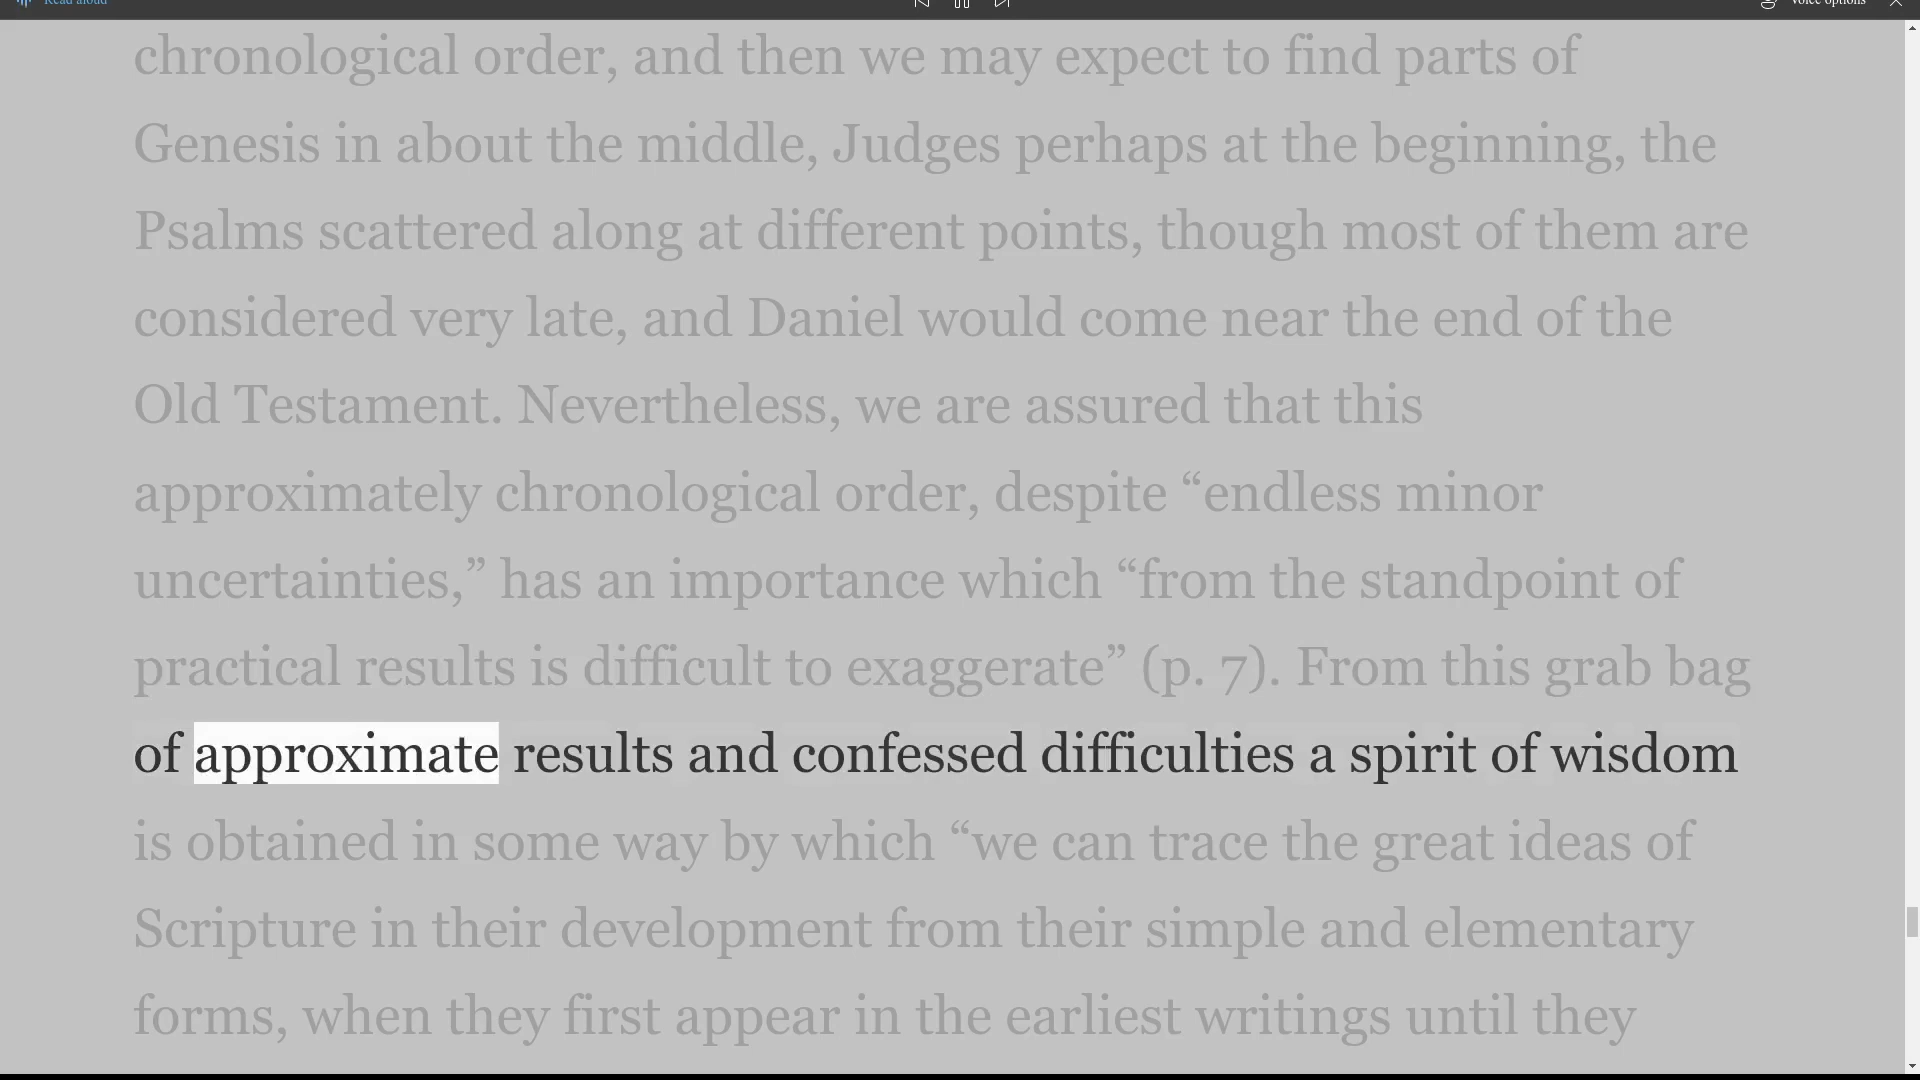 Read aloud
Voice options
chronological order, and then we may expect to find parts of
Genesis in about the middle, Judges perhaps at the beginning, the
Psalms scattered along at different points, though most of them are
considered very late, and Daniel would come near the end of the
Old Testament. Nevertheless, we are assured that this
approximately chronological order, despite “endless minor
uncertainties,” has an importance which “from the standpoint of
practical results is difficult to exaggerate” (p. 7). From this grab bag
of approximate results and confessed difficulties a spirit of wisdom
is obtained in some way by which “we can trace the great ideas of
Scripture in their development from their simple and elementary
forms, when they first appear in the earliest writings until they